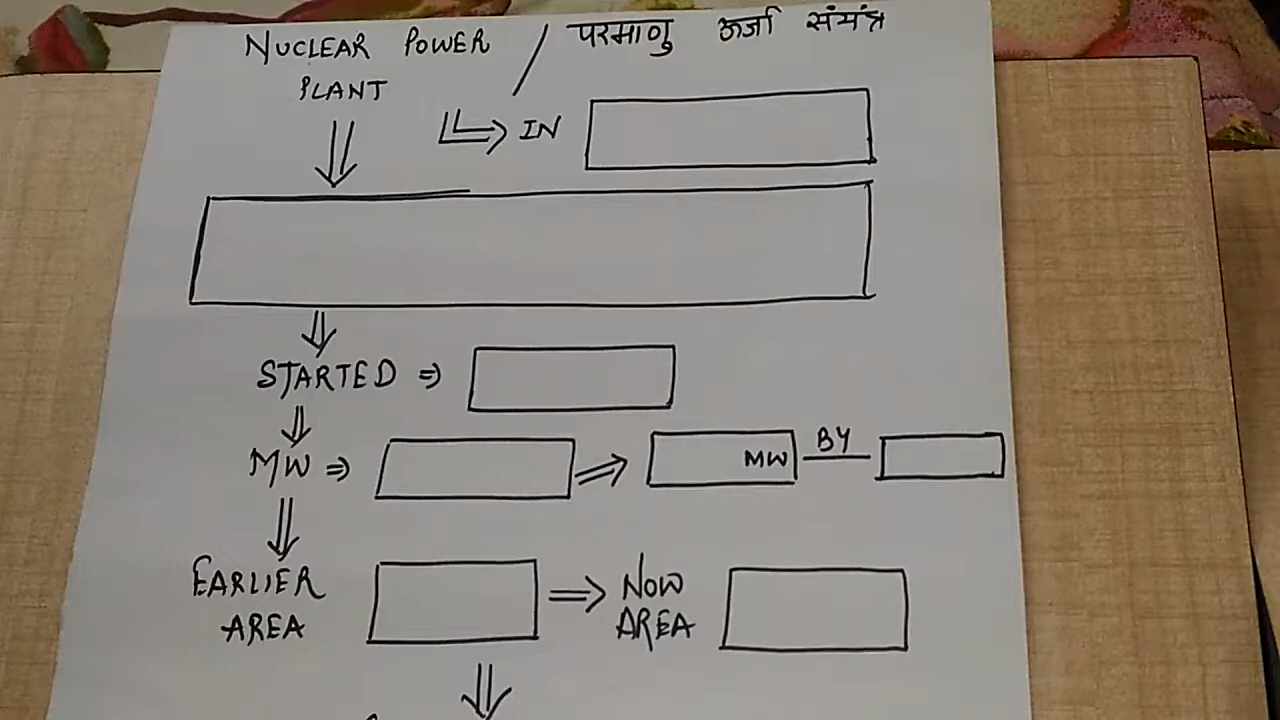 NUCLEAR POWER / परमाणु ऊर्जा संयंत्र
PLANT
IN
STARTED ⇒
MW ⇒ MW BY
EARLIER NOW
AREA AREA